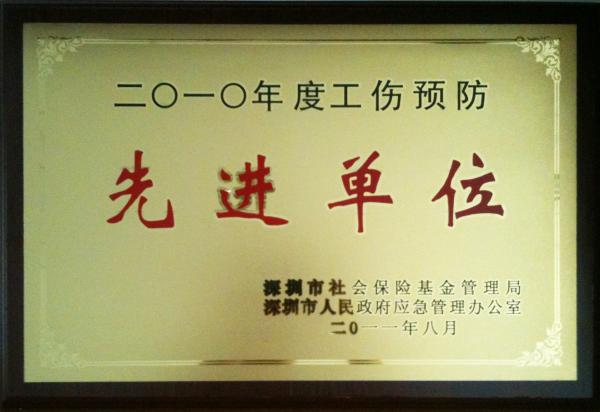 二〇一〇年度工伤预防
先进单位
深圳市社会保险基金管理局
深圳市人民政府应急管理办公室
二0一一年八月